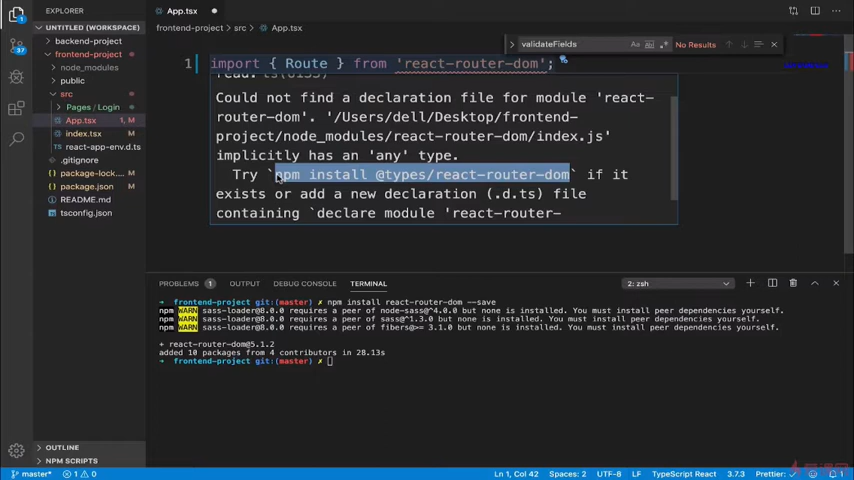 App.tsx
EXPLORER
UNTITLED (WORKSPACE)
backend-project
frontend-project
node_modules
public
src
Pages / Login
App.tsx 1, M
index.tsx M
react-app-env.d.ts
.gitignore
package-lock.... M
package.json M
README.md
tsconfig.json
OUTLINE
NPM SCRIPTS
frontend-project > src > App.tsx
validateFields
Aa
No Results
1 import { Route } from 'react-router-dom';
read. ts(6133)
Could not find a declaration file for module 'react-
router-dom'. '/Users/dell/Desktop/frontend-
project/node_modules/react-router-dom/index.js'
implicitly has an 'any' type.
Try `npm install @types/react-router-dom` if it
exists or add a new declaration (.d.ts) file
containing `declare module 'react-router-
PROBLEMS 1 OUTPUT DEBUG CONSOLE TERMINAL 2: zsh
→ frontend-project git:(master) ✗ npm install react-router-dom --save
npm WARN sass-loader@8.0.0 requires a peer of node-sass@^4.0.0 but none is installed. You must install peer dependencies yourself.
npm WARN sass-loader@8.0.0 requires a peer of sass@^1.3.0 but none is installed. You must install peer dependencies yourself.
npm WARN sass-loader@8.0.0 requires a peer of fibers@>= 3.1.0 but none is installed. You must install peer dependencies yourself.
+ react-router-dom@5.1.2
added 10 packages from 4 contributors in 28.13s
→ frontend-project git:(master) ✗
master* 1 0 Ln 1, Col 42 Spaces: 2 UTF-8 LF TypeScript React 3.7.3 Prettier: ✓ 1